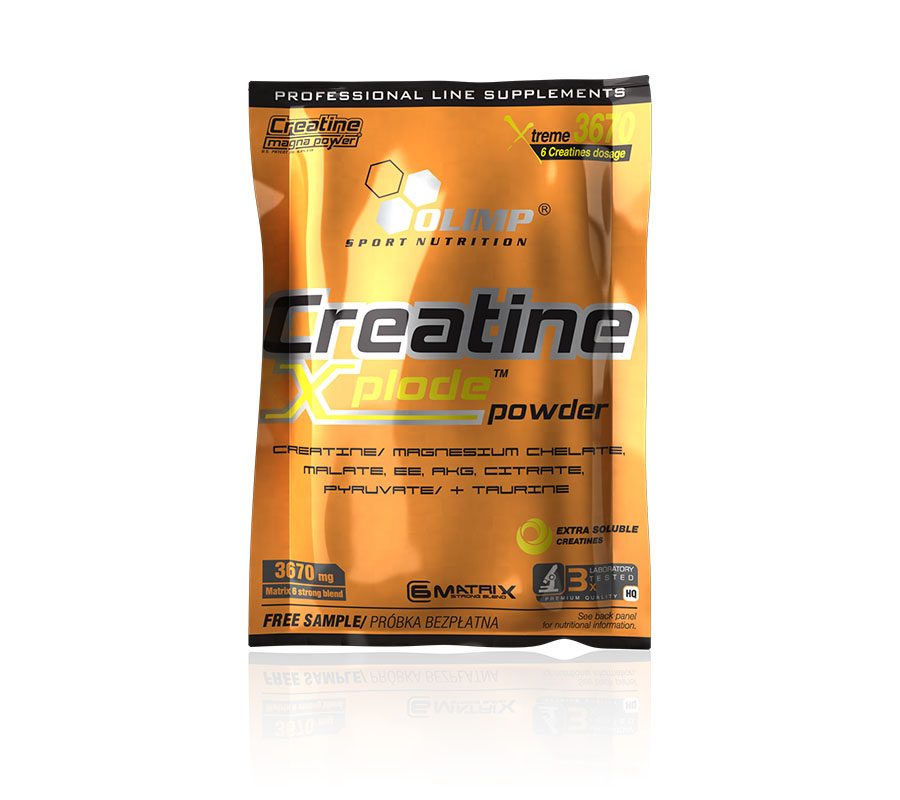 PROFESSIONAL LINE SUPPLEMENTS
Creatine
magna power
Xtreme 3670
6 Creatines dosage
OLIMP®
SPORT NUTRITION
Creatine
Xplode™
powder
CREATINE/ MAGNESIUM CHELATE,
MALATE, EE, AKG, CITRATE,
PYRUVATE/ + TAURINE
EXTRA SOLUBLE
CREATINES
3670 mg
Matrix 6 strong blend
6 MATRIX
STRONG BLEND
3x
LABORATORY
TESTED
PREMIUM QUALITY
HQ
FREE SAMPLE/ PRÓBKA BEZPŁATNA
See back panel
for nutritional information.